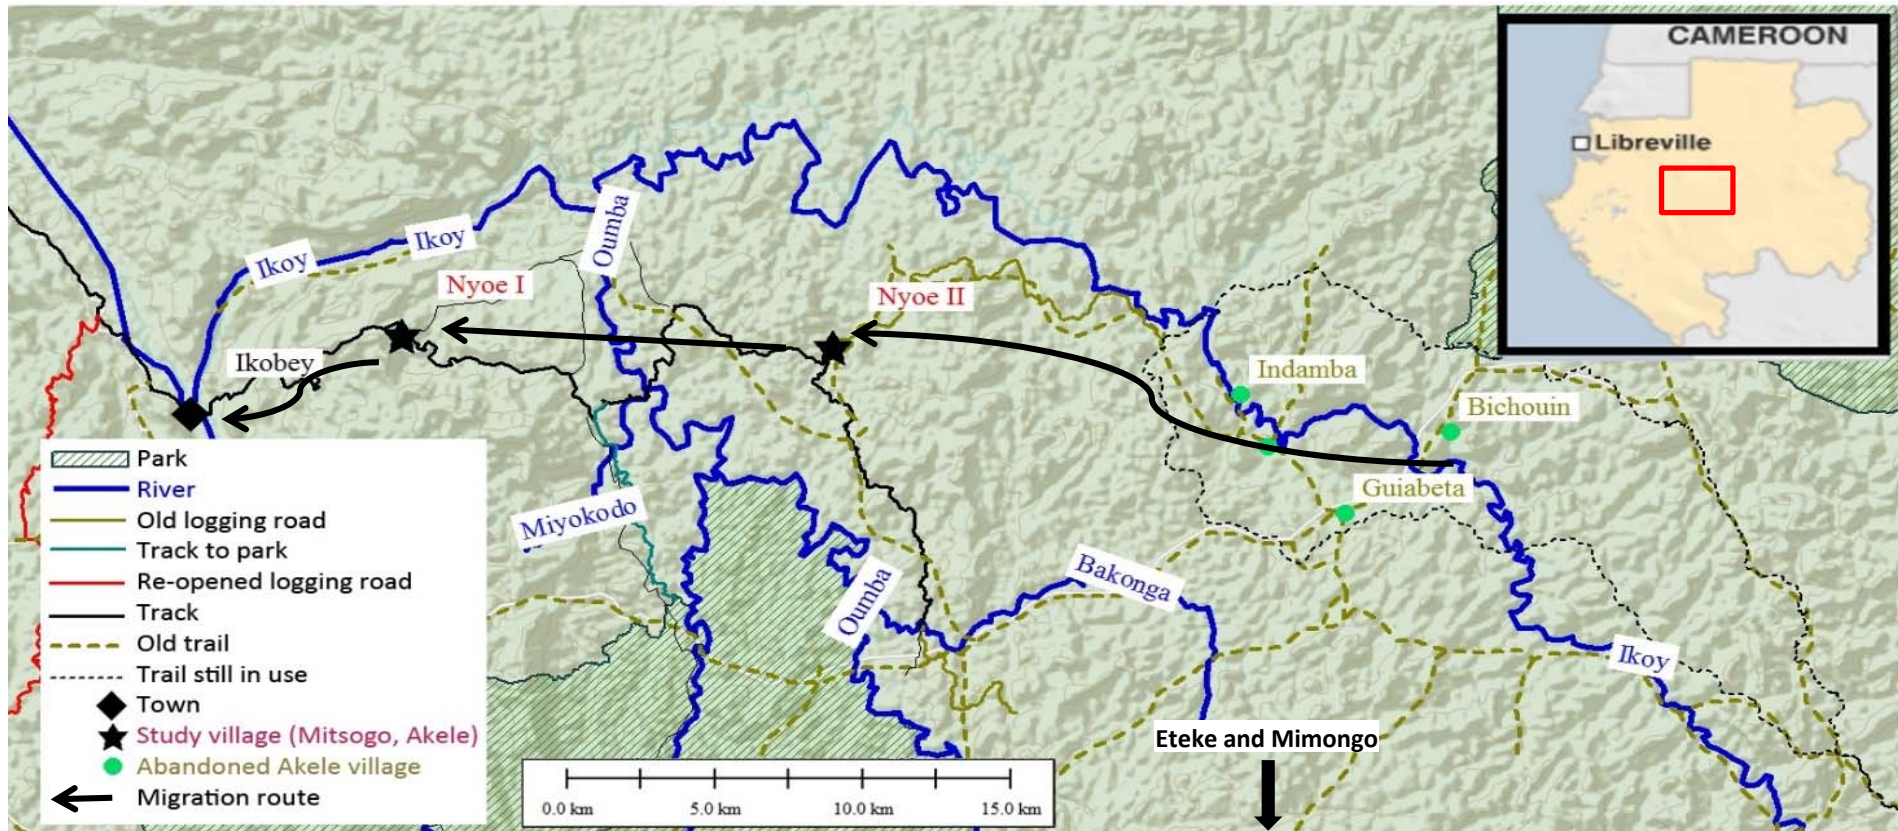 CAMEROON
Libreville
Oumba
Ikoy
Ikoy
Nyoe I
Nyoe II
Ikobey
Indamba
Bichouin
Guiabeta
Miyokodo
Oumba
Bakonga
Ikoy
Eteke and Mimongo
Park
River
Old logging road
Track to park
Re-opened logging road
Track
Old trail
Trail still in use
Town
Study village (Mitsogo, Akele)
Abandoned Akele village
Migration route
0.0 km 5.0 km 10.0 km 15.0 km